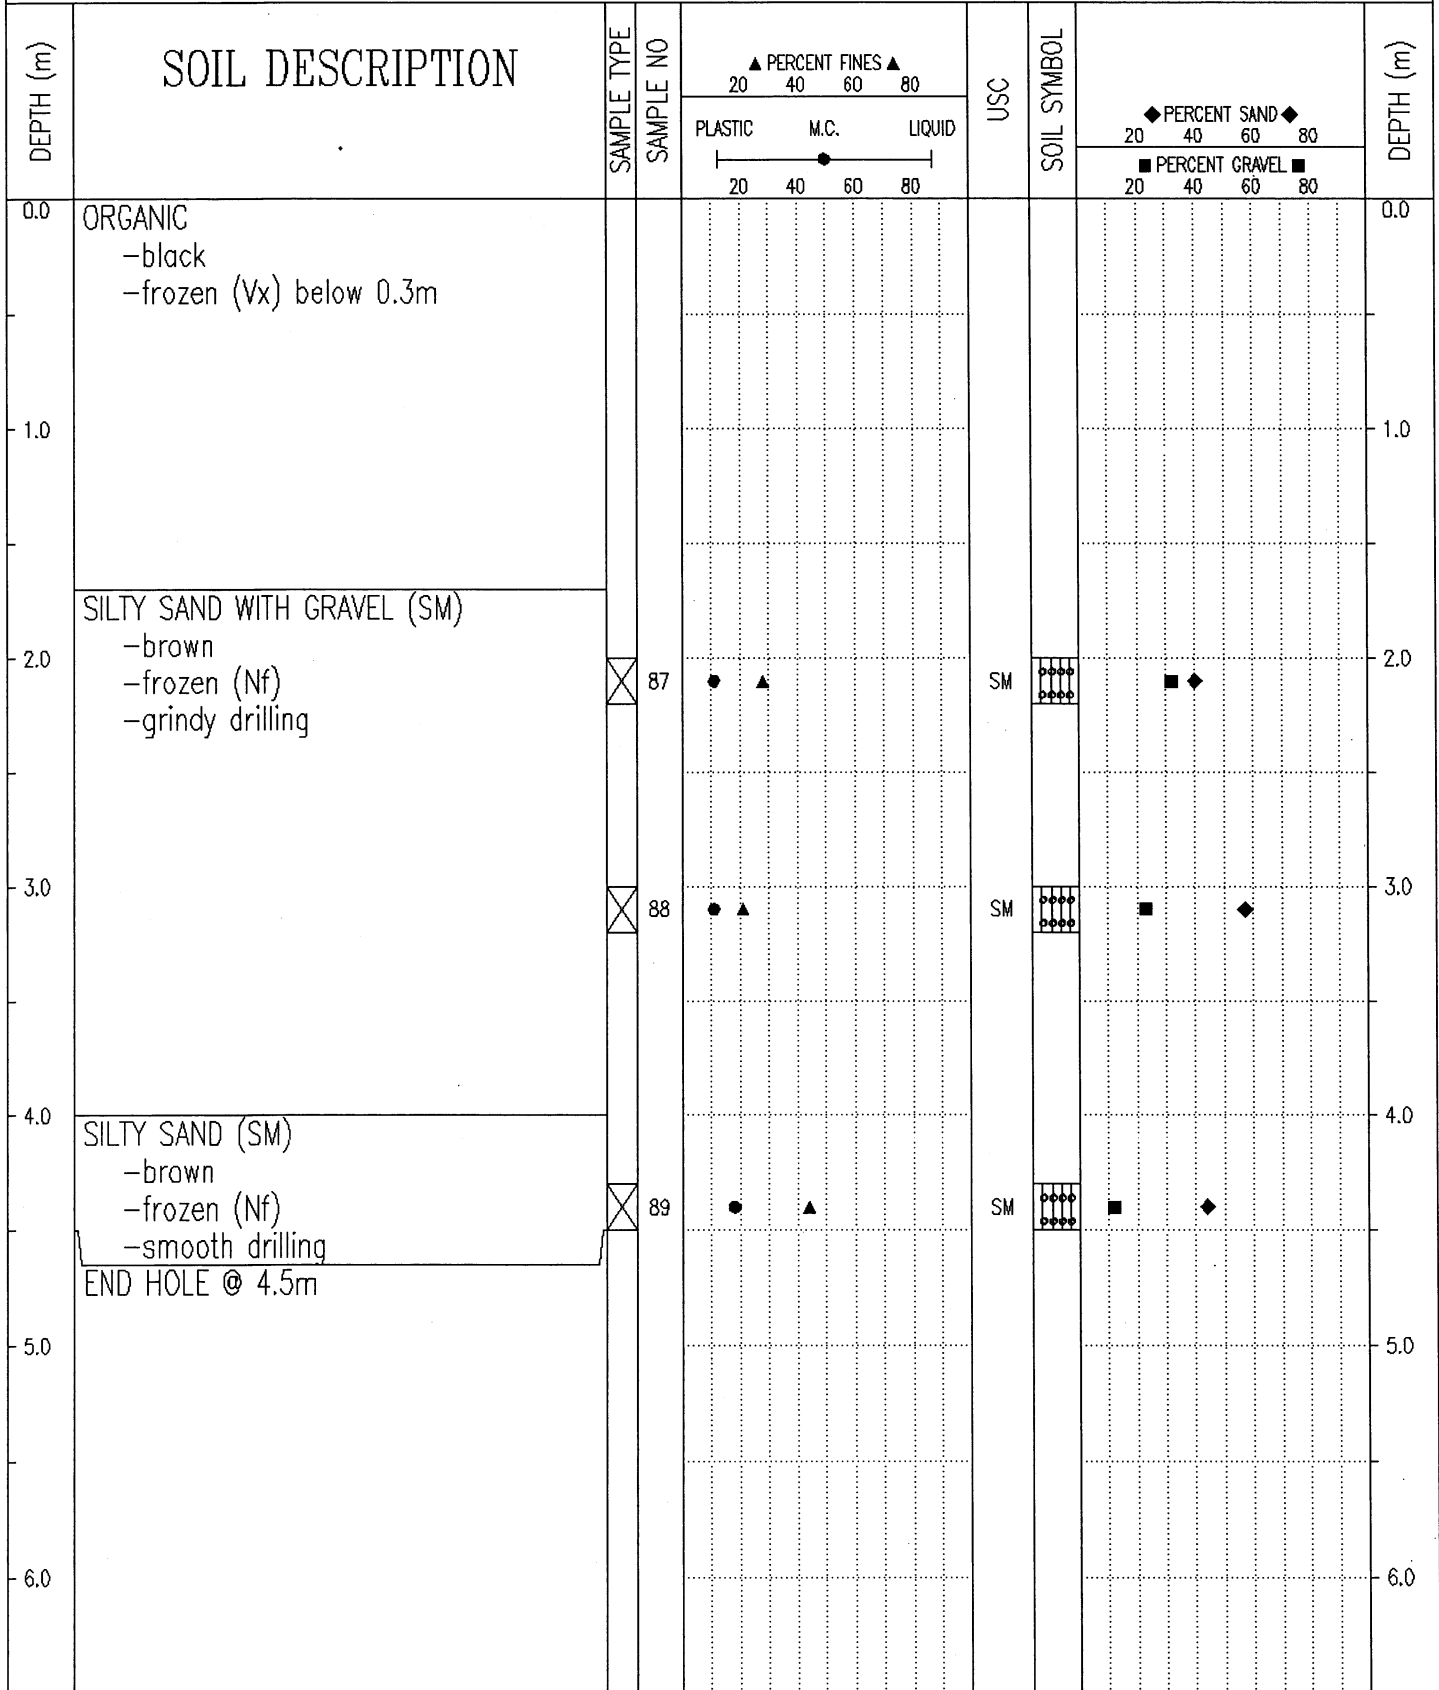 DEPTH (m)
SOIL DESCRIPTION
SAMPLE TYPE
SAMPLE NO
▲ PERCENT FINES ▲
20 40 60 80
PLASTIC M.C. LIQUID
20 40 60 80
USC
SOIL SYMBOL
◆ PERCENT SAND ◆
20 40 60 80
■ PERCENT GRAVEL ■
20 40 60 80
DEPTH (m)
0.0 0.0
ORGANIC
-black
-frozen (Vx) below 0.3m
1.0 1.0
SILTY SAND WITH GRAVEL (SM)
-brown
2.0 2.0
-frozen (Nf) 87 SM
-grindy drilling
3.0 3.0
88 SM
4.0 4.0
SILTY SAND (SM)
-brown
-frozen (Nf) 89 SM
-smooth drilling
END HOLE @ 4.5m
5.0 5.0
6.0 6.0